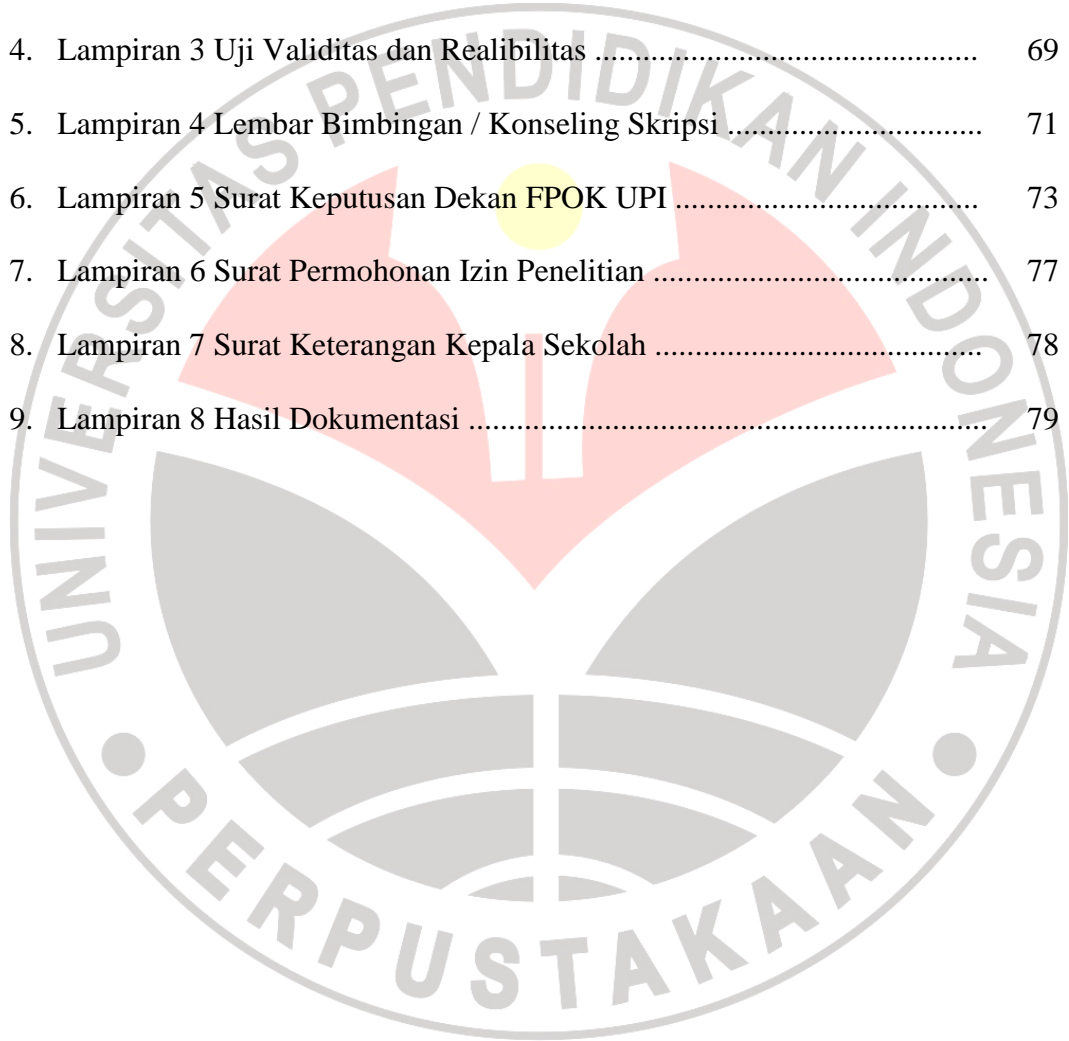 4. Lampiran 3 Uji Validitas dan Realibilitas ................................................ 69
5. Lampiran 4 Lembar Bimbingan / Konseling Skripsi ................................ 71
6. Lampiran 5 Surat Keputusan Dekan FPOK UPI ...................................... 73
7. Lampiran 6 Surat Permohonan Izin Penelitian .......................................... 77
8. Lampiran 7 Surat Keterangan Kepala Sekolah ......................................... 78
9. Lampiran 8 Hasil Dokumentasi ................................................................. 79
UNIVERSITAS PENDIDIKAN INDONESIA
PERPUSTAKAAN